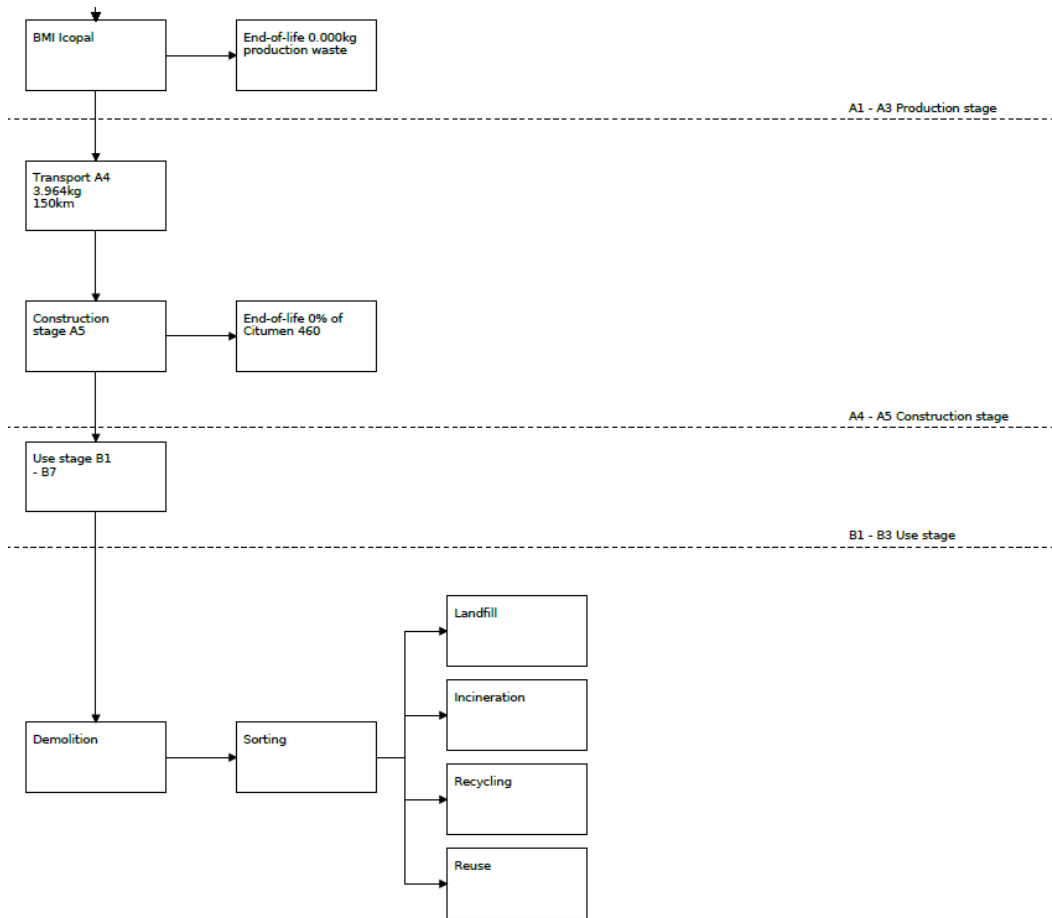 BMI Icopal
End-of-life 0.000kg
production waste
A1 - A3 Production stage
Transport A4
3.964kg
150km
Construction
stage A5
End-of-life 0% of
Citumen 460
A4 - A5 Construction stage
Use stage B1
- B7
B1 - B3 Use stage
Landfill
Incineration
Demolition
Sorting
Recycling
Reuse